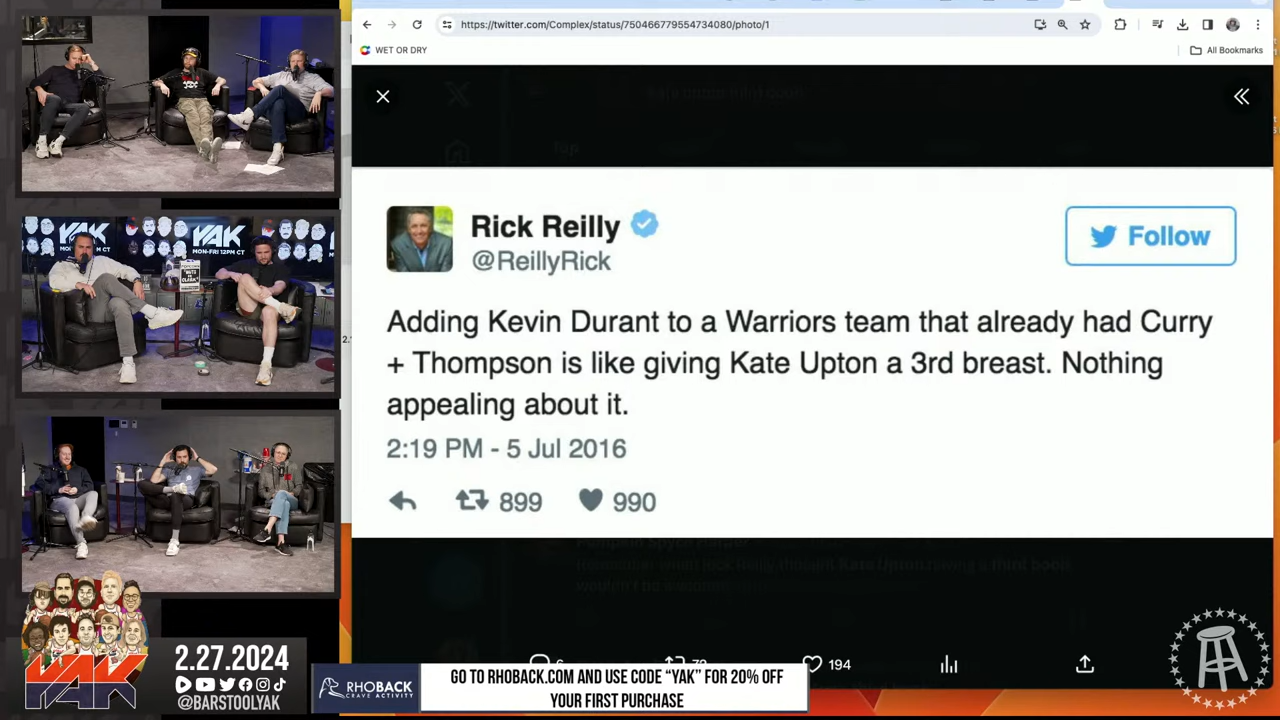 https://twitter.com/Complex/status/750466779554734080/photo/1
WET OR DRY
All Bookmarks
Rick Reilly
@ReillyRick
Follow
Adding Kevin Durant to a Warriors team that already had Curry
+ Thompson is like giving Kate Upton a 3rd breast. Nothing
appealing about it.
2:19 PM - 5 Jul 2016
899
990
194
YAK
MON-FRI 12PM CT
YAK
2.27.2024
@BARSTOOLYAK
RHOBACK
CRAVE ACTIVITY
GO TO RHOBACK.COM AND USE CODE “YAK” FOR 20% OFF
YOUR FIRST PURCHASE